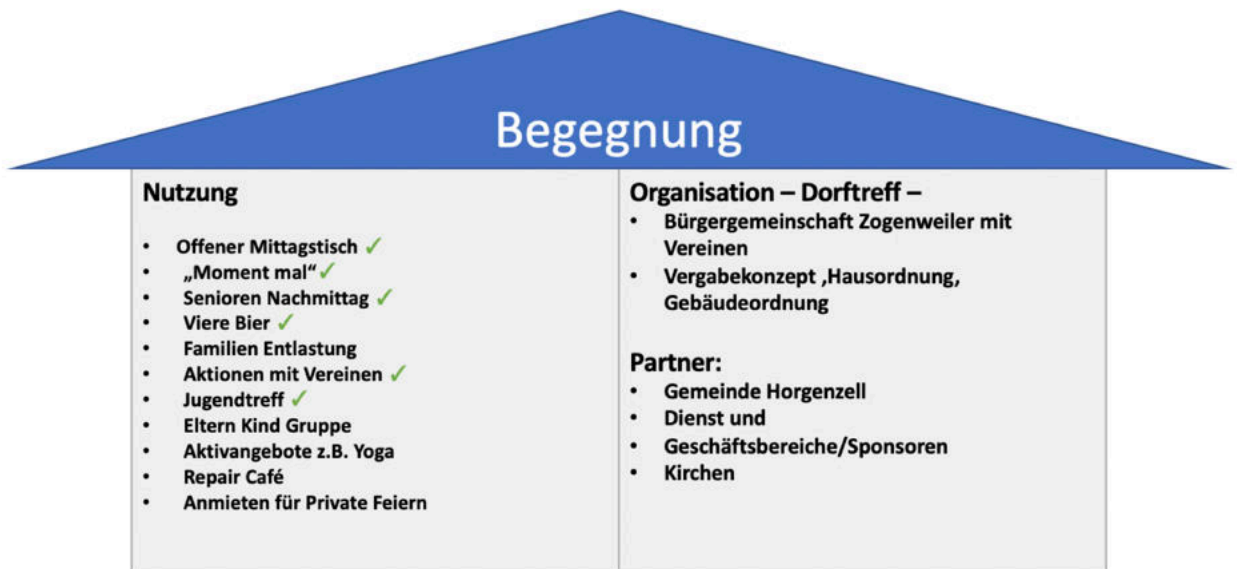 Begegnung
Nutzung
• Offener Mittagstisch ✓
• „Moment mal“ ✓
• Senioren Nachmittag ✓
• Viere Bier ✓
• Familien Entlastung
• Aktionen mit Vereinen ✓
• Jugendtreff ✓
• Eltern Kind Gruppe
• Aktivangebote z.B. Yoga
• Repair Café
• Anmieten für Private Feiern
Organisation – Dorftreff –
• Bürgergemeinschaft Zogenweiler mit
Vereinen
• Vergabekonzept ,Hausordnung,
Gebäudeordnung
Partner:
• Gemeinde Horgenzell
• Dienst und
• Geschäftsbereiche/Sponsoren
• Kirchen